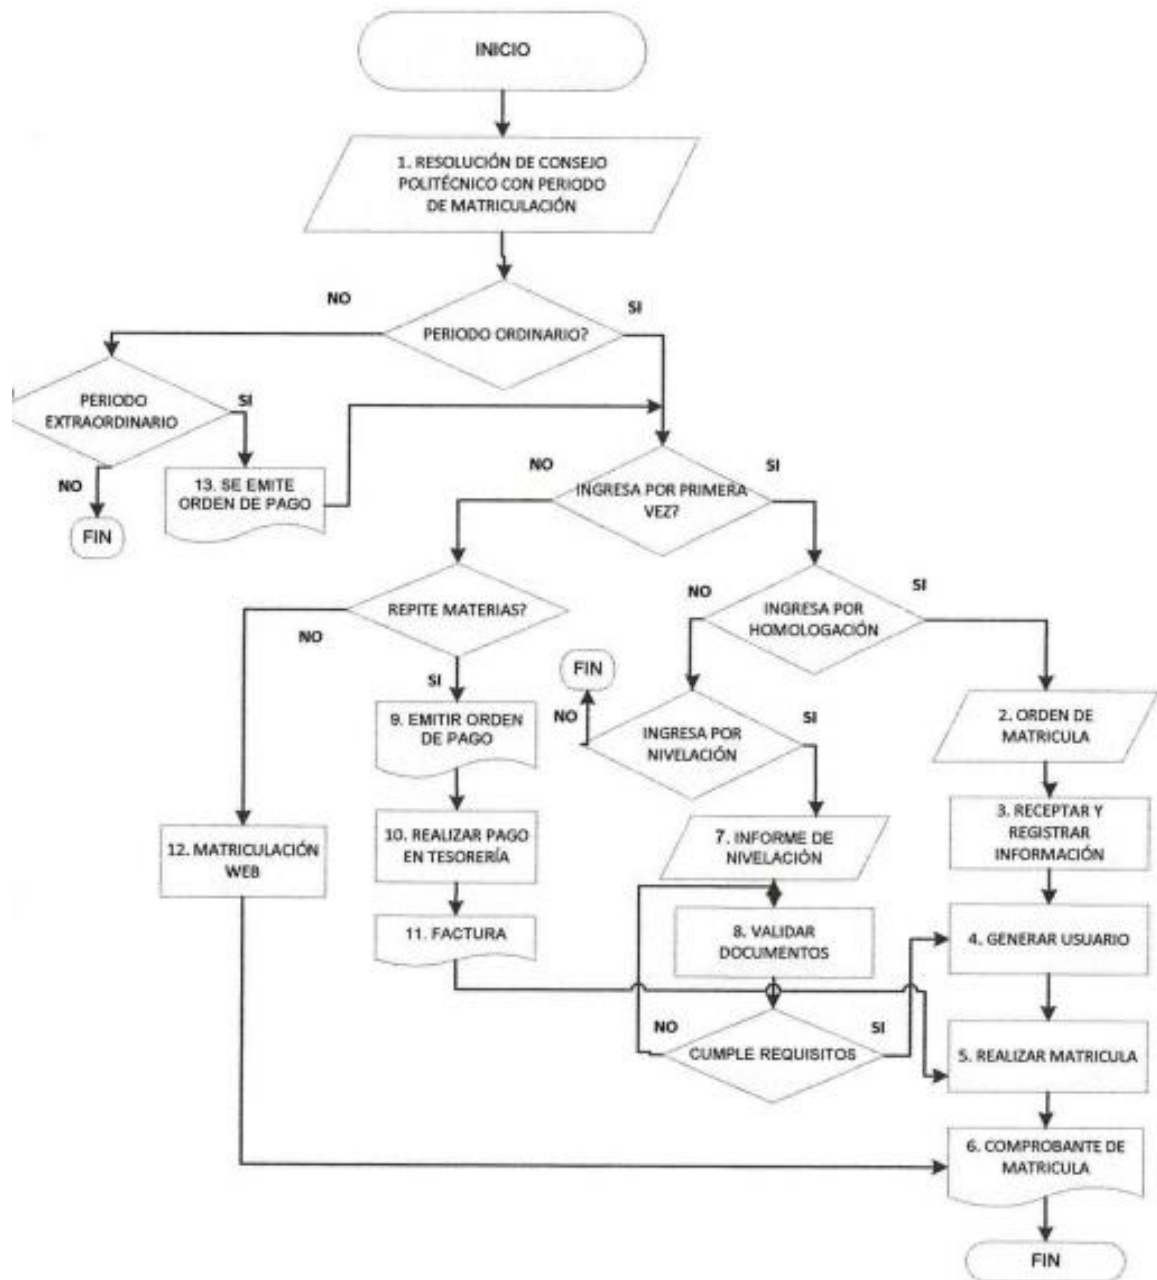 INICIO
1. RESOLUCIÓN DE CONSEJO
POLITÉCNICO CON PERIODO
DE MATRICULACIÓN
NO
SI
PERIODO ORDINARIO?
PERIODO
EXTRAORDINARIO
SI
NO
FIN
13. SE EMITE
ORDEN DE PAGO
NO
SI
INGRESA POR PRIMERA
VEZ?
REPITE MATERIAS?
NO
SI
NO
SI
INGRESA POR
HOMOLOGACIÓN
FIN
NO
SI
INGRESA POR
NIVELACIÓN
2. ORDEN DE
MATRICULA
9. EMITIR ORDEN
DE PAGO
3. RECEPTAR Y
REGISTRAR
INFORMACIÓN
12. MATRICULACIÓN
WEB
10. REALIZAR PAGO
EN TESORERÍA
7. INFORME DE
NIVELACIÓN
11. FACTURA
8. VALIDAR
DOCUMENTOS
4. GENERAR USUARIO
NO
SI
CUMPLE REQUISITOS
5. REALIZAR MATRICULA
6. COMPROBANTE DE
MATRICULA
FIN